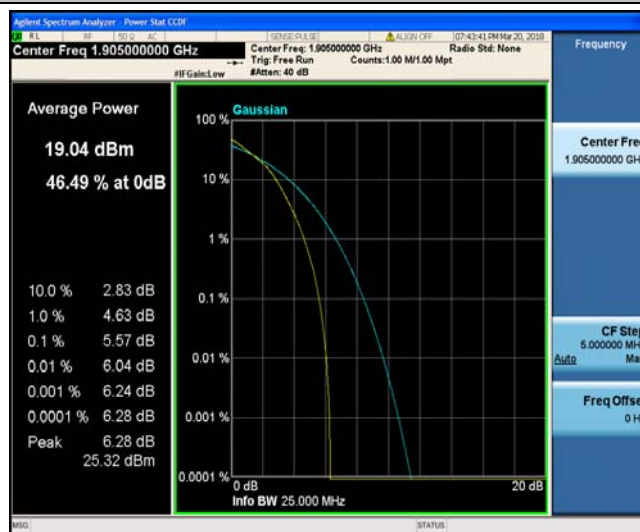 Agilent Spectrum Analyzer - Power Stat CCDF
RL RF 50 Ω AC SENSE:PULSE ALIGN OFF 07:43:41 PM Mar 20, 2018
Center Freq 1.905000000 GHz
Center Freq: 1.905000000 GHz Radio Std: None
Trig: Free Run Counts:1.00 M/1.00 Mpt
#IFGain:Low #Atten: 40 dB
Frequency
Average Power
19.04 dBm
46.49 % at 0dB
10.0 % 2.83 dB
1.0 % 4.63 dB
0.1 % 5.57 dB
0.01 % 6.04 dB
0.001 % 6.24 dB
0.0001 % 6.28 dB
Peak 6.28 dB
25.32 dBm
Gaussian
100 %
10 %
1 %
0.1 %
0.01 %
0.001 %
0.0001 %
0 dB 20 dB
Info BW 25.000 MHz
Center Fre
1.905000000 GH
CF Ste
5.000000 MH
Auto Ma
Freq Offse
0 H
MSG STATUS